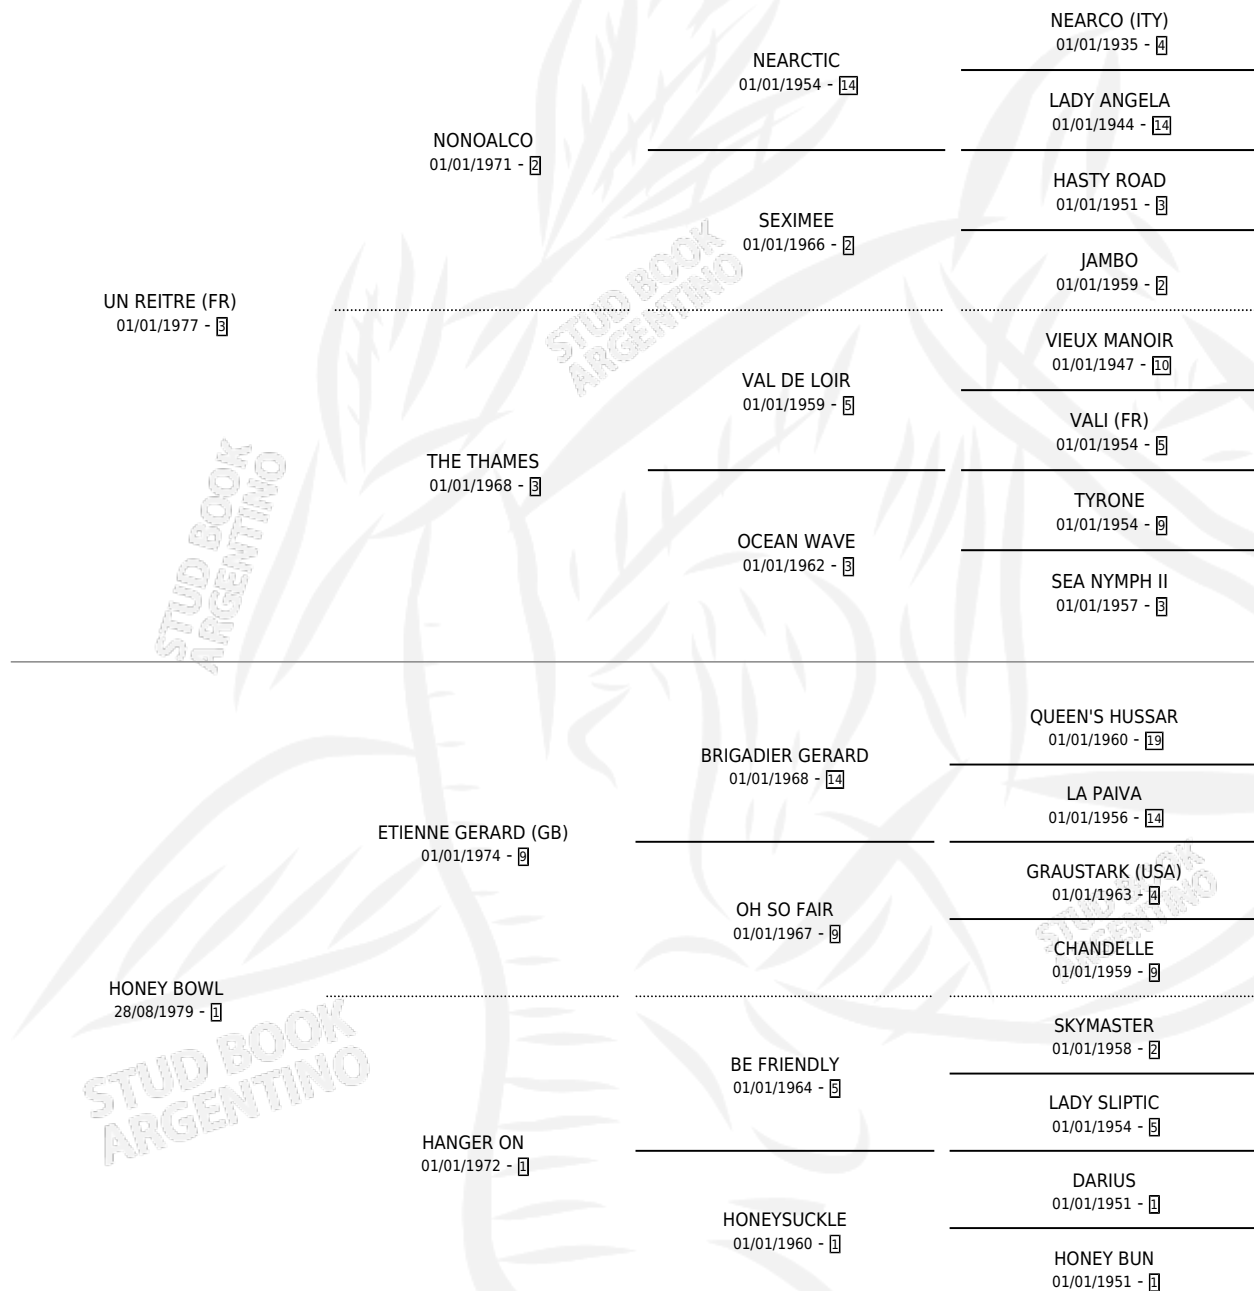 NEARCO (ITY)
01/01/1935 - 4
NEARCTIC
01/01/1954 - 14
LADY ANGELA
01/01/1944 - 14
NONOALCO
01/01/1971 - 2
HASTY ROAD
01/01/1951 - 3
SEXIMEE
01/01/1966 - 2
JAMBO
01/01/1959 - 2
UN REITRE (FR)
01/01/1977 - 3
VIEUX MANOIR
01/01/1947 - 10
VAL DE LOIR
01/01/1959 - 5
VALI (FR)
01/01/1954 - 5
THE THAMES
01/01/1968 - 3
TYRONE
01/01/1954 - 9
OCEAN WAVE
01/01/1962 - 3
SEA NYMPH II
01/01/1957 - 3
STUD BOOK
ARGENTINO
STUD BOOK
ARGENTINO
QUEEN'S HUSSAR
01/01/1960 - 19
BRIGADIER GERARD
01/01/1968 - 14
LA PAIVA
01/01/1956 - 14
ETIENNE GERARD (GB)
01/01/1974 - 9
GRAUSTARK (USA)
01/01/1963 - 4
OH SO FAIR
01/01/1967 - 9
CHANDELLE
01/01/1959 - 9
HONEY BOWL
28/08/1979 - 1
SKYMASTER
01/01/1958 - 2
BE FRIENDLY
01/01/1964 - 5
LADY SLIPTIC
01/01/1954 - 5
HANGER ON
01/01/1972 - 1
DARIUS
01/01/1951 - 1
HONEYSUCKLE
01/01/1960 - 1
HONEY BUN
01/01/1951 - 1
STUD BOOK
ARGENTINO
STUD BOOK
ARGENTINO